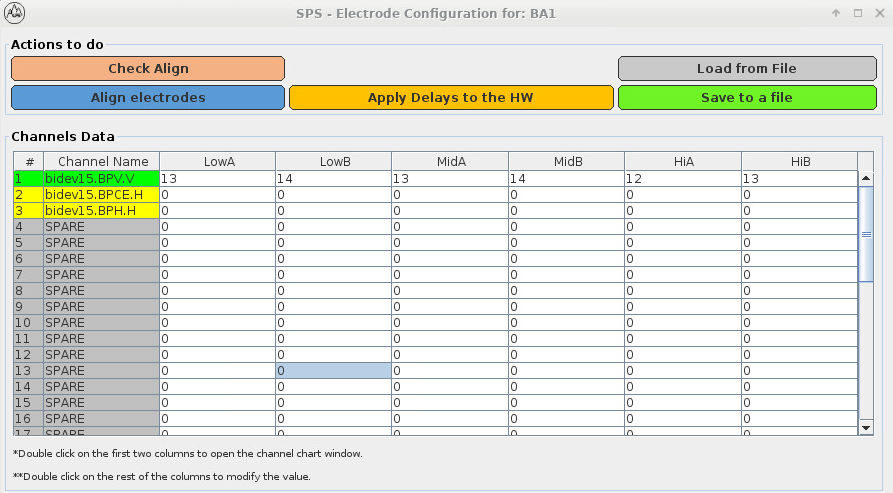 SPS - Electrode Configuration for: BA1
Actions to do
Check Align
Load from File
Align electrodes
Apply Delays to the HW
Save to a file
Channels Data
# Channel Name LowA LowB MidA MidB HiA HiB
1 bidev15.BPV.V 13 14 13 14 12 13
2 bidev15.BPCE.H 0 0 0 0 0 0
3 bidev15.BPH.H 0 0 0 0 0 0
4 SPARE 0 0 0 0 0 0
5 SPARE 0 0 0 0 0 0
6 SPARE 0 0 0 0 0 0
7 SPARE 0 0 0 0 0 0
8 SPARE 0 0 0 0 0 0
9 SPARE 0 0 0 0 0 0
10 SPARE 0 0 0 0 0 0
11 SPARE 0 0 0 0 0 0
12 SPARE 0 0 0 0 0 0
13 SPARE 0 0 0 0 0 0
14 SPARE 0 0 0 0 0 0
15 SPARE 0 0 0 0 0 0
16 SPARE 0 0 0 0 0 0
17 SPARE 0 0 0 0 0 0
*Double click on the first two columns to open the channel chart window.
**Double click on the rest of the columns to modify the value.